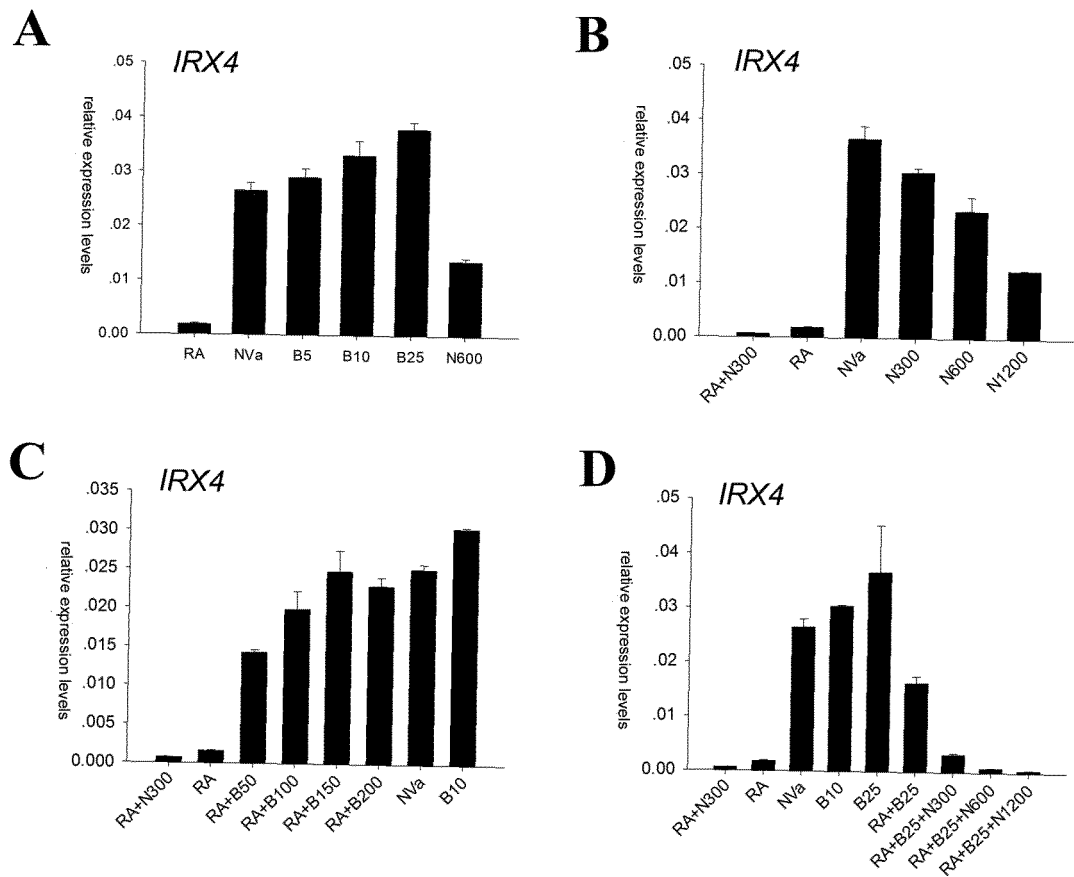 A
IRX4
relative expression levels
.05
.04
.03
.02
.01
0.00
RA
NVa
B5
B10
B25
N600
B
IRX4
relative expression levels
.05
.04
.03
.02
.01
0.00
RA+N300
RA
NVa
N300
N600
N1200
C
IRX4
relative expression levels
.035
.030
.025
.020
.015
.010
.005
0.000
RA+N300
RA
RA+B50
RA+B100
RA+B150
RA+B200
NVa
B10
D
IRX4
relative expression levels
.05
.04
.03
.02
.01
0.00
RA+N300
RA
NVa
B10
B25
RA+B25
RA+B25+N300
RA+B25+N600
RA+B25+N1200